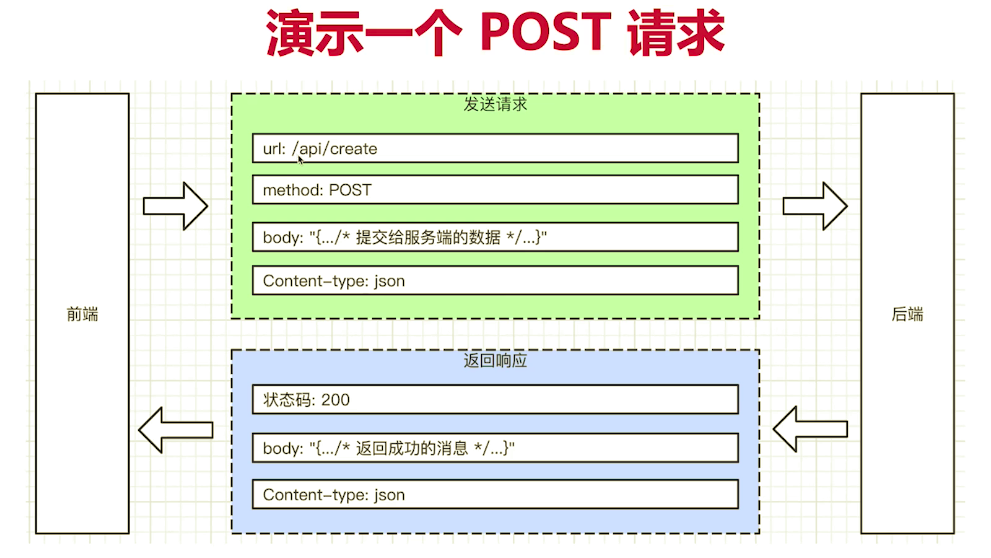 演示一个 POST 请求
发送请求
url: /api/create
method: POST
body: "{.../* 提交给服务端的数据 */...}"
Content-type: json
前端
后端
返回响应
状态码: 200
body: "{.../* 返回成功的消息 */...}"
Content-type: json